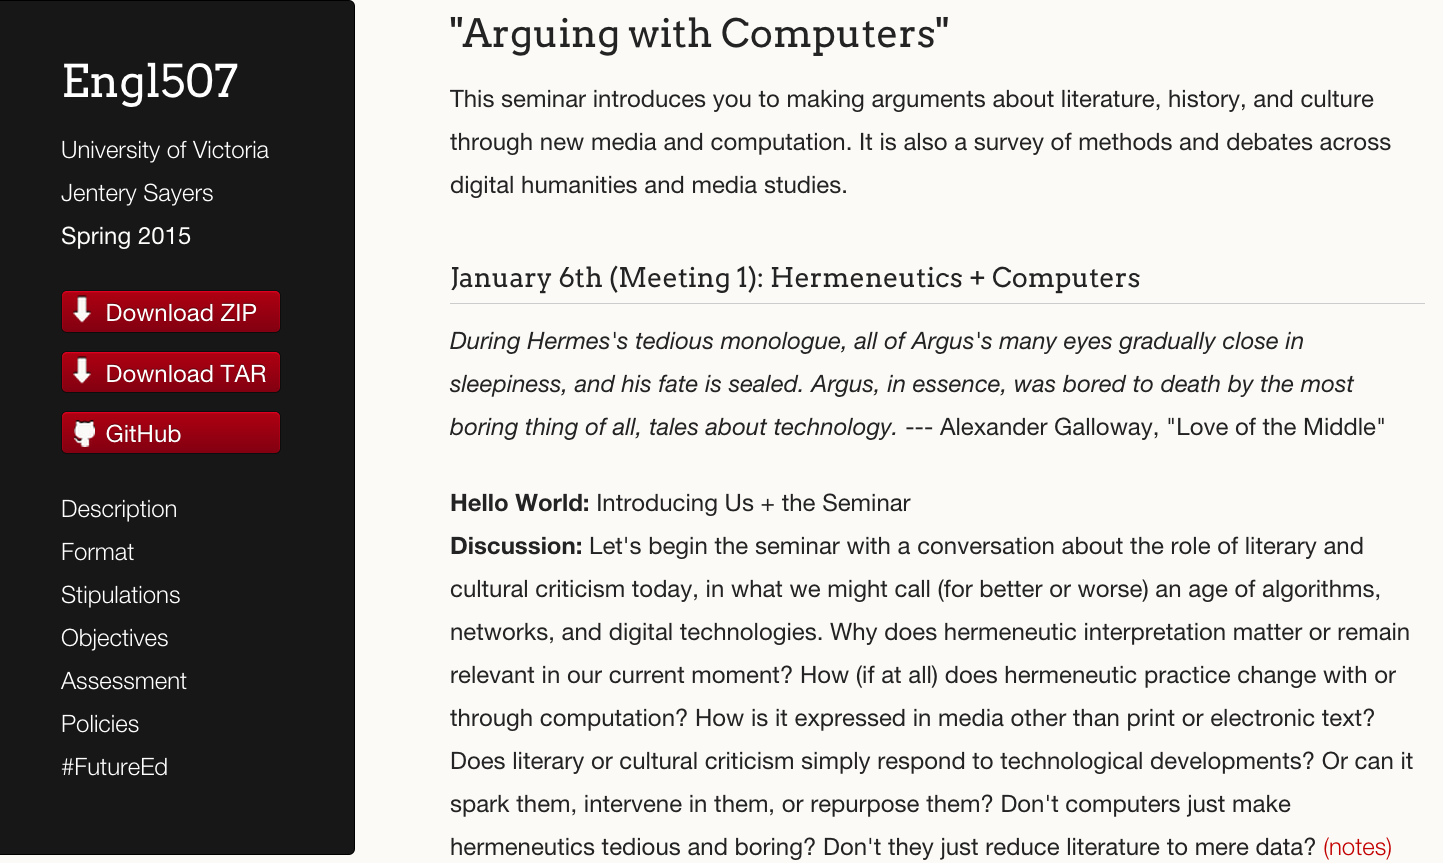 Engl507
University of Victoria
Jentery Sayers
Spring 2015
Download ZIP
Download TAR
GitHub
Description
Format
Stipulations
Objectives
Assessment
Policies
#FutureEd
"Arguing with Computers"
This seminar introduces you to making arguments about literature, history, and culture
through new media and computation. It is also a survey of methods and debates across
digital humanities and media studies.
January 6th (Meeting 1): Hermeneutics + Computers
During Hermes's tedious monologue, all of Argus's many eyes gradually close in
sleepiness, and his fate is sealed. Argus, in essence, was bored to death by the most
boring thing of all, tales about technology. --- Alexander Galloway, "Love of the Middle"
Hello World: Introducing Us + the Seminar
Discussion: Let's begin the seminar with a conversation about the role of literary and
cultural criticism today, in what we might call (for better or worse) an age of algorithms,
networks, and digital technologies. Why does hermeneutic interpretation matter or remain
relevant in our current moment? How (if at all) does hermeneutic practice change with or
through computation? How is it expressed in media other than print or electronic text?
Does literary or cultural criticism simply respond to technological developments? Or can it
spark them, intervene in them, or repurpose them? Don't computers just make
hermeneutics tedious and boring? Don't they just reduce literature to mere data? (notes)